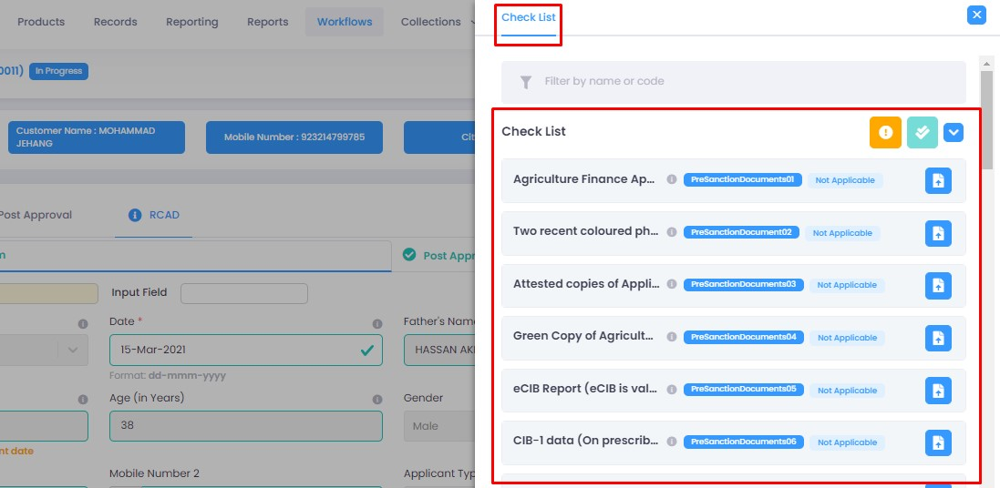 Products Records Reporting Reports Workflows Collections
0011) In Progress
Customer Name : MOHAMMAD
JEHANG
Mobile Number : 923214799785
Cit
Post Approval
RCAD
m
Post Appr
Input Field
Date *
Father's Name
15-Mar-2021
HASSAN AK
Format: dd-mmm-yyyy
Age (in Years)
Gender
38
Male
nt date
Mobile Number 2
Applicant Typ
Check List
Filter by name or code
Check List
Agriculture Finance Ap... PreSanctionDocuments01 Not Applicable
Two recent coloured ph... PreSanctionDocument02 Not Applicable
Attested copies of Appli... PreSanctionDocuments03 Not Applicable
Green Copy of Agricult... PreSanctionDocuments04 Not Applicable
eCIB Report (eCIB is val... PreSanctionDocuments05 Not Applicable
CIB-1 data (On prescrib... PreSanctionDocuments06 Not Applicable